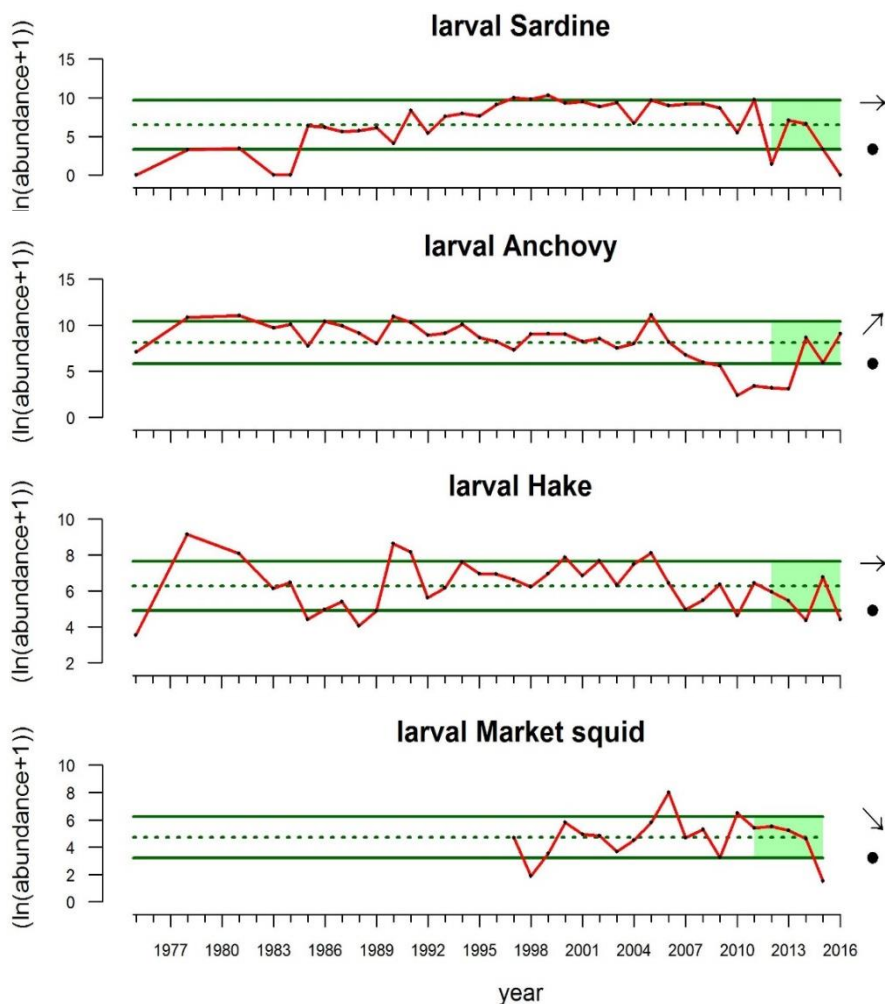 larval Sardine
ln(abundance+1))
15
10
5
0
larval Anchovy
(ln(abundance+1))
15
10
5
0
larval Hake
(ln(abundance+1))
10
8
6
4
2
larval Market squid
(ln(abundance+1))
10
8
6
4
2
0
1977 1980 1983 1986 1989 1992 1995 1998 2001 2004 2007 2010 2013 2016
year